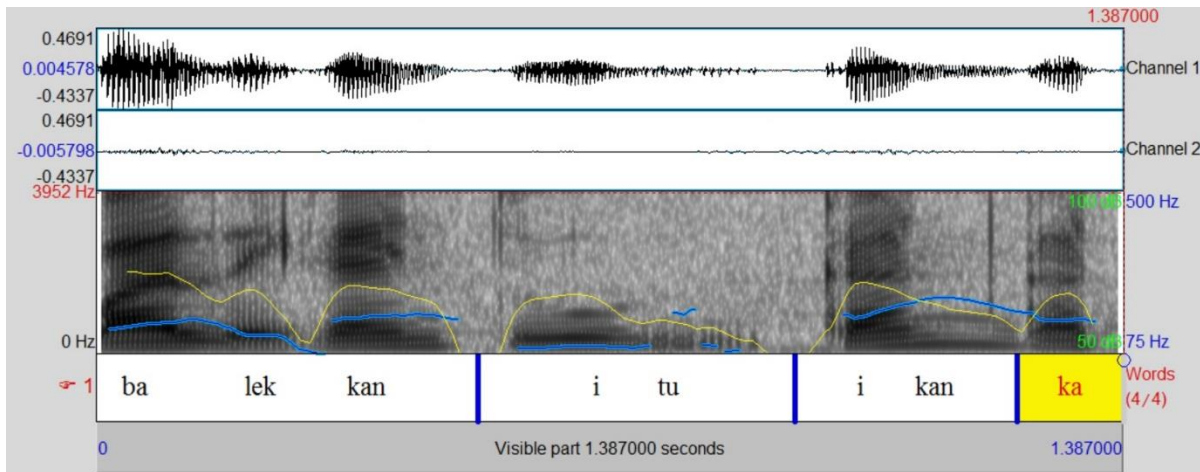 1.387000
0.4691
0.004578
-0.4337
Channel 1
0.4691
-0.005798
-0.4337
Channel 2
3952 Hz
100 dB
500 Hz
0 Hz
50 dB
75 Hz
☞ 1
ba lek kan i tu i kan ka
Words
(4/4)
0
Visible part 1.387000 seconds
1.387000